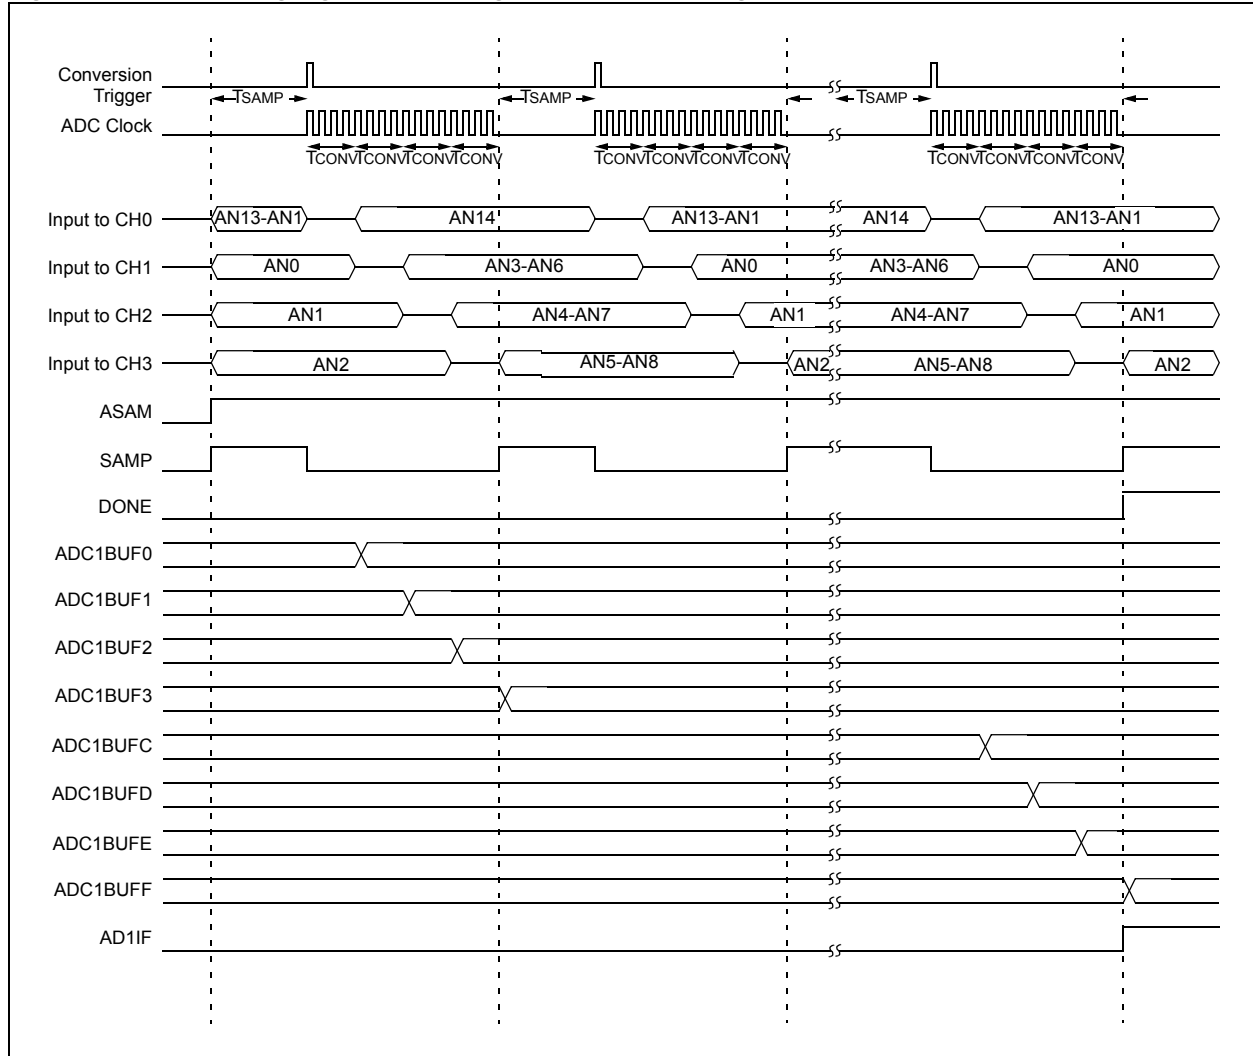 Conversion
Trigger
TSAMP TSAMP TSAMP
ADC Clock
TCONV TCONV TCONV TCONV TCONV TCONV TCONV TCONV TCONV TCONV TCONV TCONV
Input to CH0 AN13-AN1 AN14 AN13-AN1 AN14 AN13-AN1
Input to CH1 AN0 AN3-AN6 AN0 AN3-AN6 AN0
Input to CH2 AN1 AN4-AN7 AN1 AN4-AN7 AN1
Input to CH3 AN2 AN5-AN8 AN2 AN5-AN8 AN2
ASAM
SAMP
DONE
ADC1BUF0
ADC1BUF1
ADC1BUF2
ADC1BUF3
ADC1BUFC
ADC1BUFD
ADC1BUFE
ADC1BUFF
AD1IF